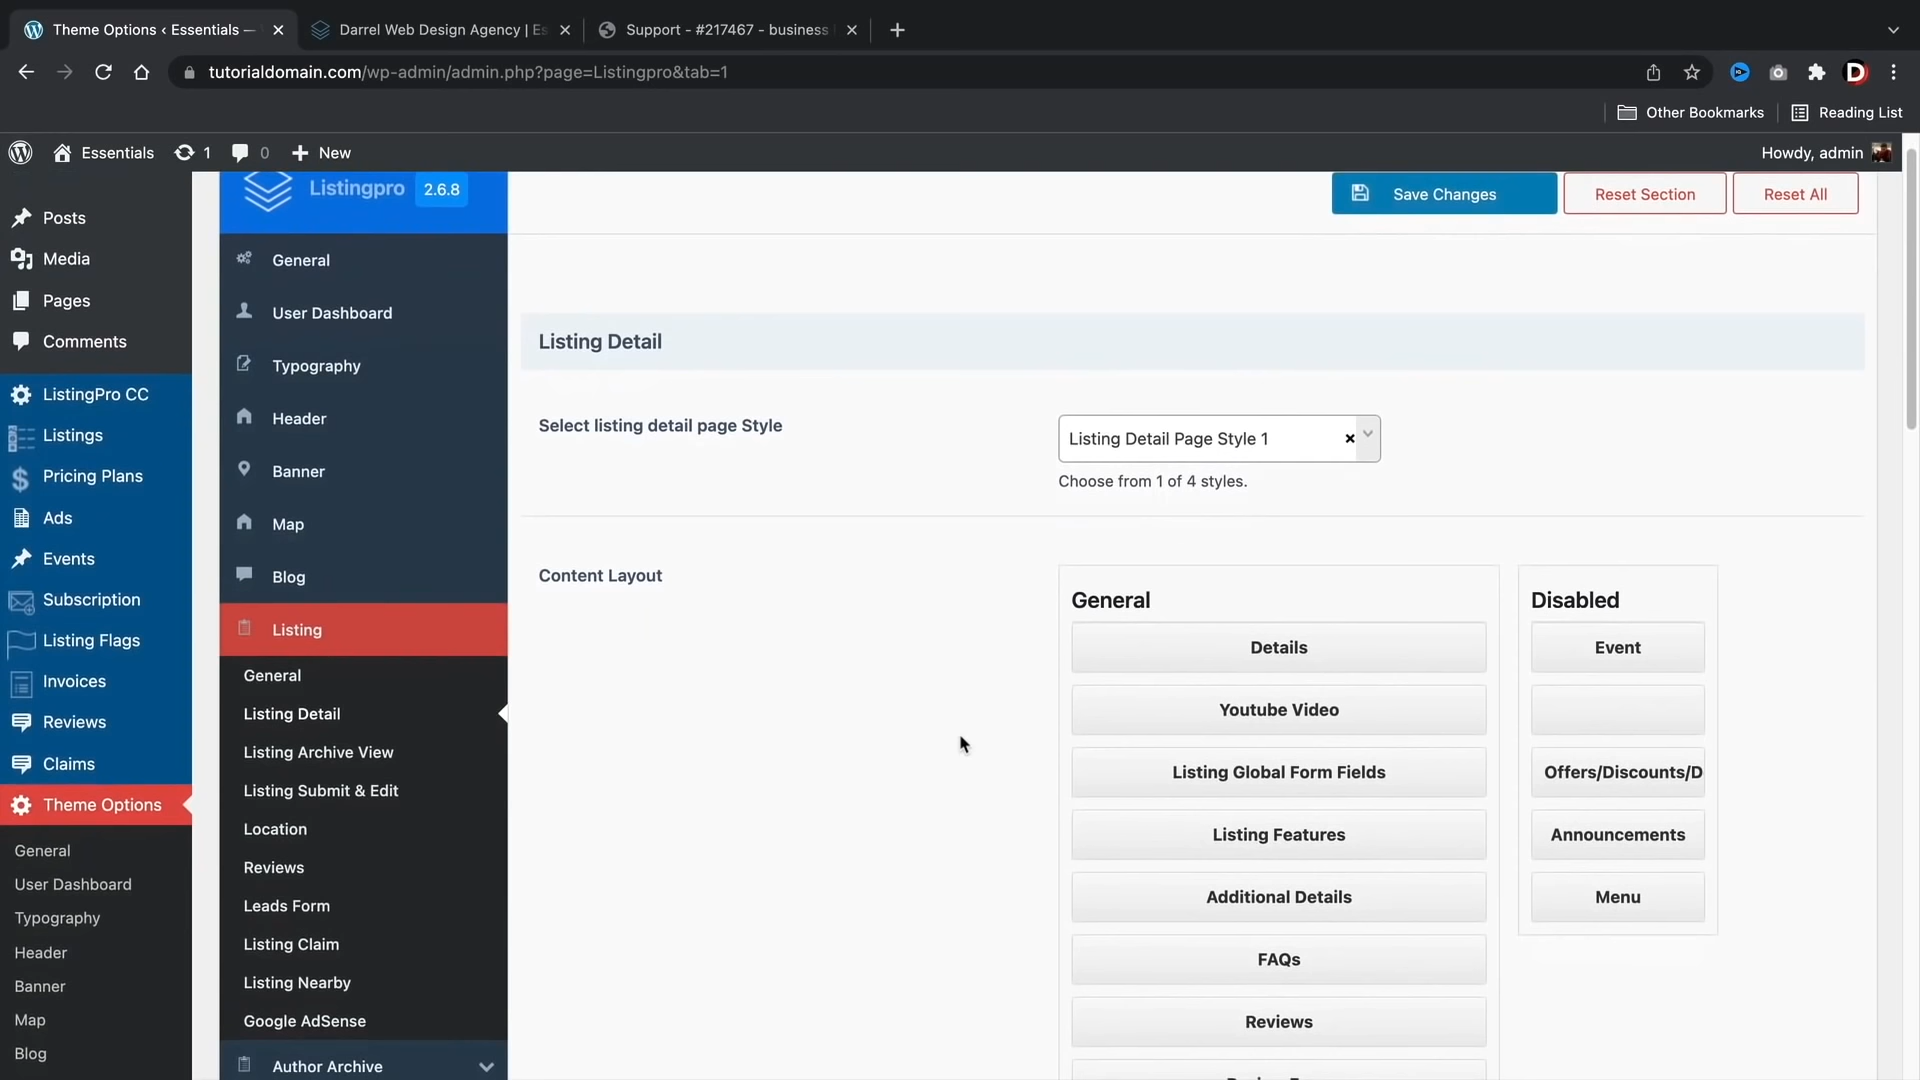 Theme Options ‹ Essentials —
Darrel Web Design Agency | Es
Support - #217467 - business
tutorialdomain.com/wp-admin/admin.php?page=Listingpro&tab=1
Other Bookmarks
Reading List
Essentials
1
0
New
Howdy, admin
Posts
Media
Pages
Comments
ListingPro CC
Listings
Pricing Plans
Ads
Events
Subscription
Listing Flags
Invoices
Reviews
Claims
Theme Options
General
User Dashboard
Typography
Header
Banner
Map
Blog
Listingpro 2.6.8
General
User Dashboard
Typography
Header
Banner
Map
Blog
Listing
General
Listing Detail
Listing Archive View
Listing Submit & Edit
Location
Reviews
Leads Form
Listing Claim
Listing Nearby
Google AdSense
Author Archive
Save Changes
Reset Section
Reset All
Listing Detail
Select listing detail page Style
Listing Detail Page Style 1
Choose from 1 of 4 styles.
Content Layout
General
Details
Youtube Video
Listing Global Form Fields
Listing Features
Additional Details
FAQs
Reviews
Disabled
Event
Offers/Discounts/D
Announcements
Menu